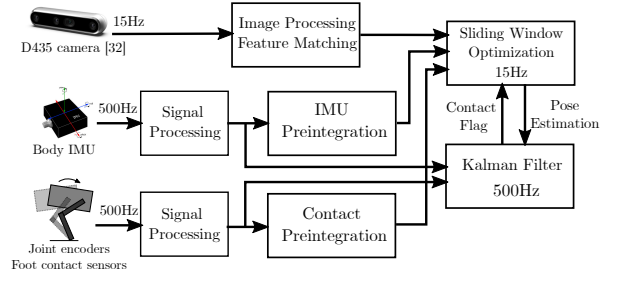 15Hz
D435 camera [32]
Image Processing
Feature Matching
Sliding Window
Optimization
15Hz
500Hz
Body IMU
Signal
Processing
IMU
Preintegration
Contact
Flag
Pose
Estimation
Kalman Filter
500Hz
500Hz
Joint encoders
Foot contact sensors
Signal
Processing
Contact
Preintegration